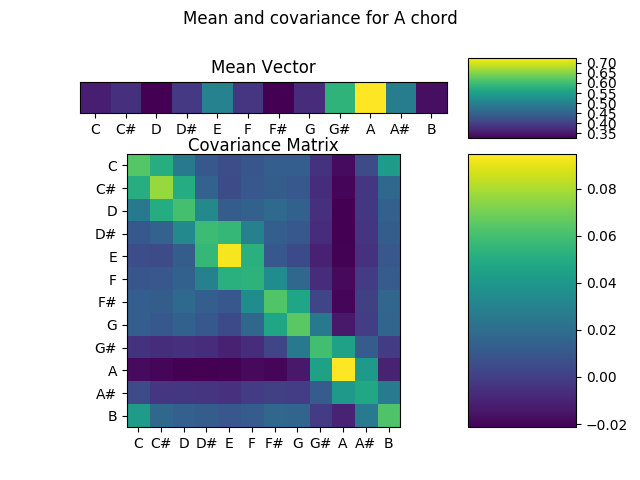 Mean and covariance for A chord
Mean Vector
C C# D D# E F F# G G# A A# B
0.70
0.65
0.60
0.55
0.50
0.45
0.40
0.35
Covariance Matrix
C
C#
D
D#
E
F
F#
G
G#
A
A#
B
C C# D D# E F F# G G# A A# B
0.08
0.06
0.04
0.02
0.00
−0.02